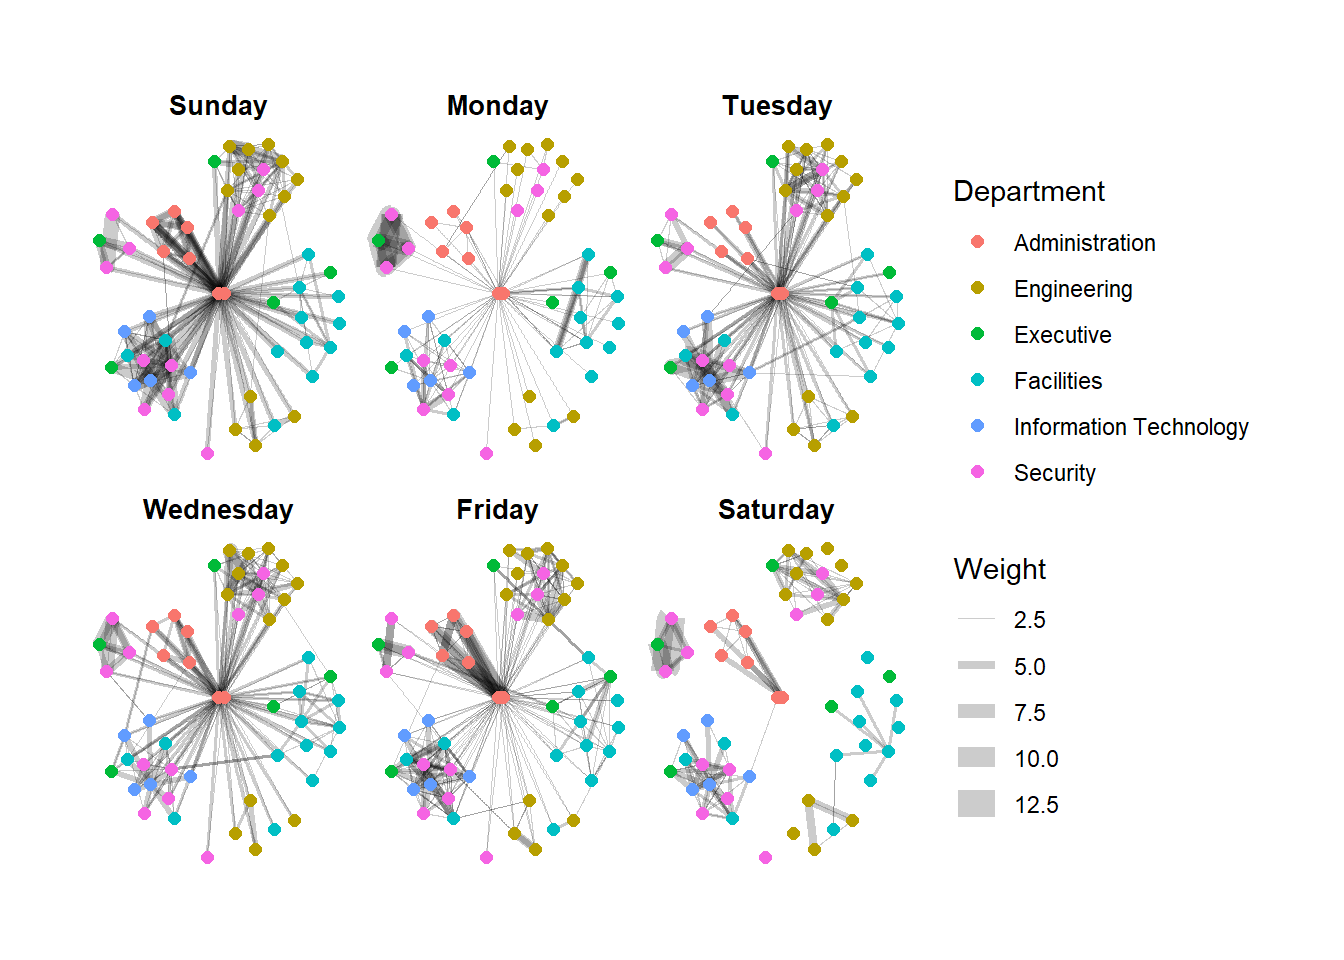 Sunday
Monday
Tuesday
Wednesday
Friday
Saturday
Department
Administration
Engineering
Executive
Facilities
Information Technology
Security
Weight
2.5
5.0
7.5
10.0
12.5